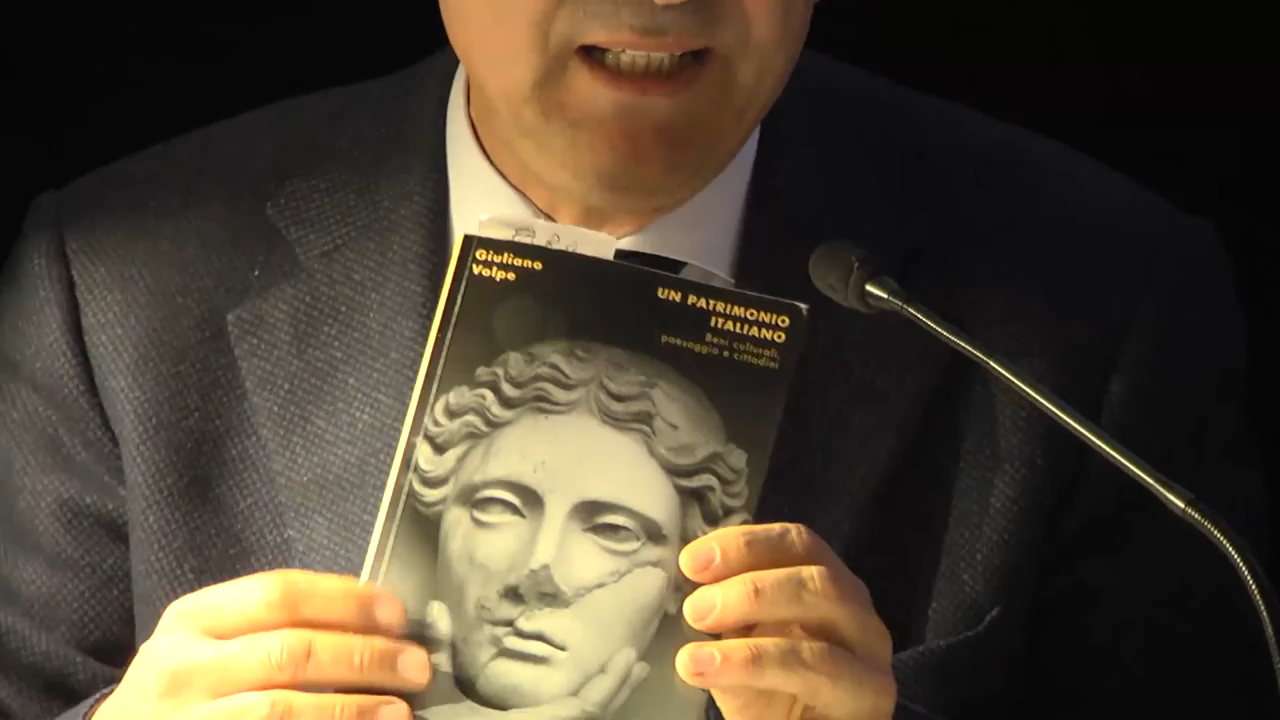 Giuliano
Volpe
UN PATRIMONIO
ITALIANO
Beni culturali,
paesaggio e cittadini